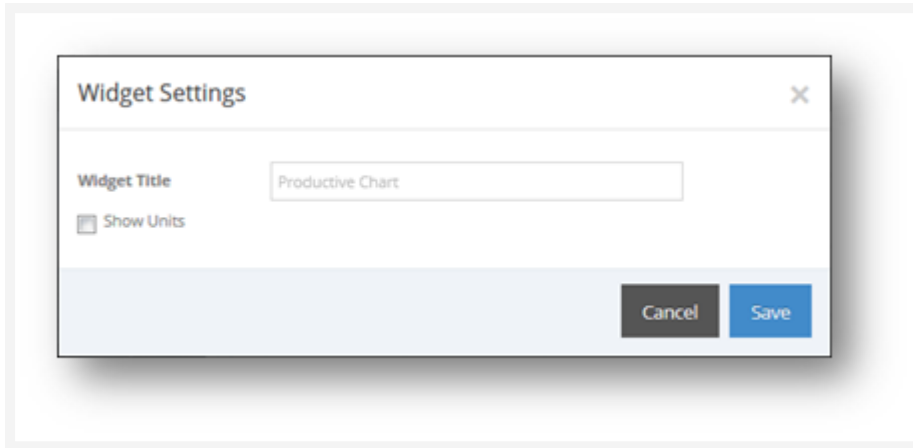 Widget Settings
Widget Title
Productive Chart
Show Units
Cancel
Save